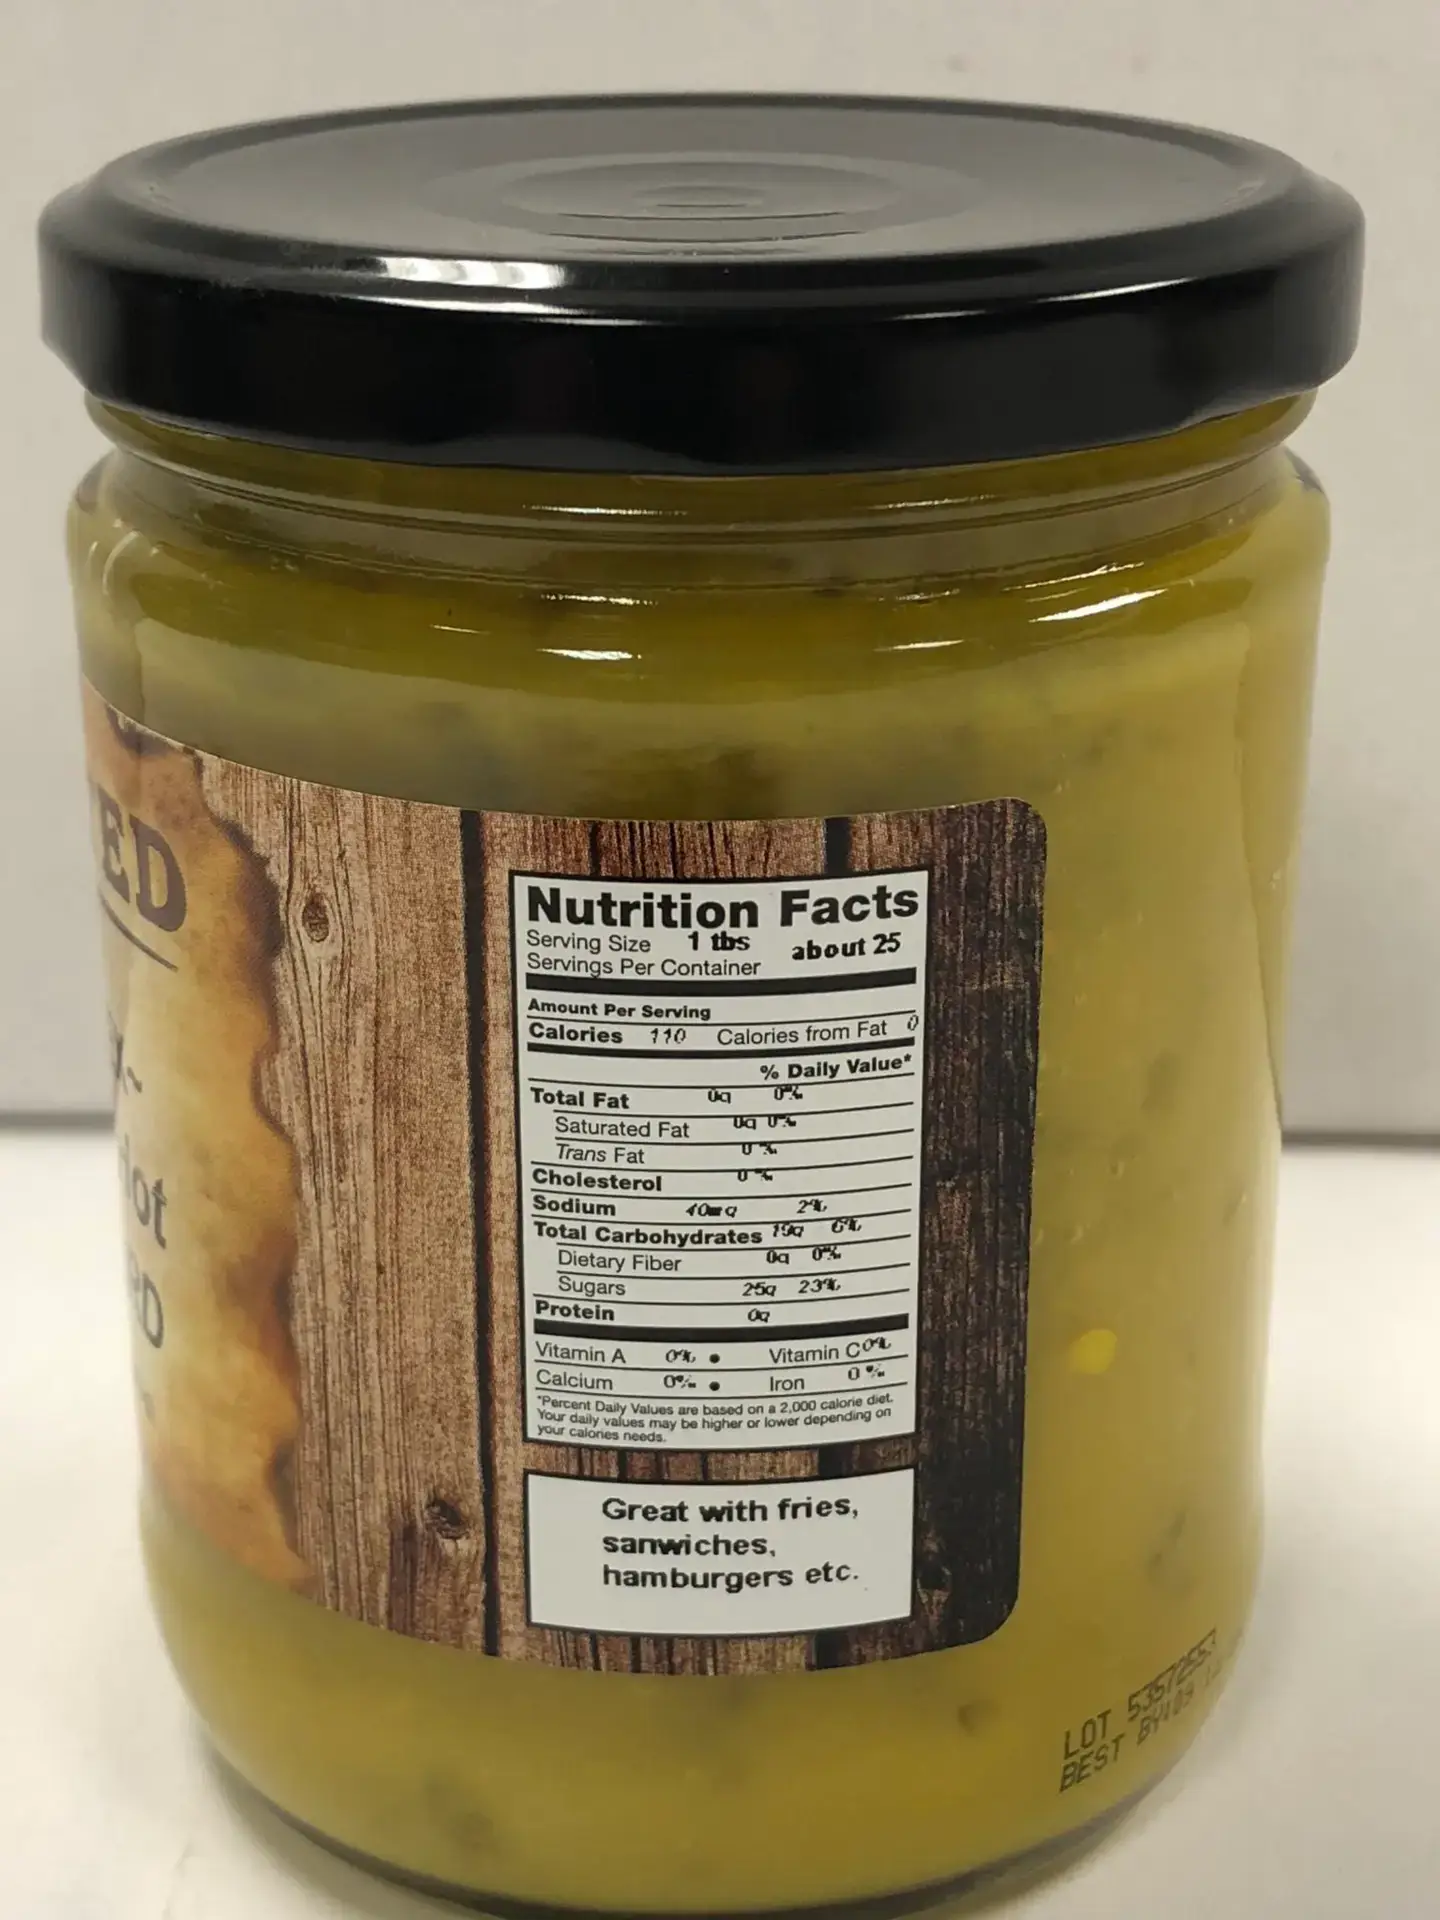 ED
Nutrition Facts
Serving Size 1 tbs
Servings Per Container about 25
Amount Per Serving
Calories 110 Calories from Fat 0
% Daily Value*
Total Fat 0g 0%
Saturated Fat 0g 0%
Trans Fat 0 %
Cholesterol 0 %
Sodium 40mg 2%
Total Carbohydrates 19g 6%
Dietary Fiber 0g 0%
Sugars 25g 23%
Protein 0g
Vitamin A 0% • Vitamin C 0%
Calcium 0% • Iron 0 %
*Percent Daily Values are based on a 2,000 calorie diet.
Your daily values may be higher or lower depending on
your calories needs.
Great with fries,
sanwiches,
hamburgers etc.
LOT 53572553
BEST BY